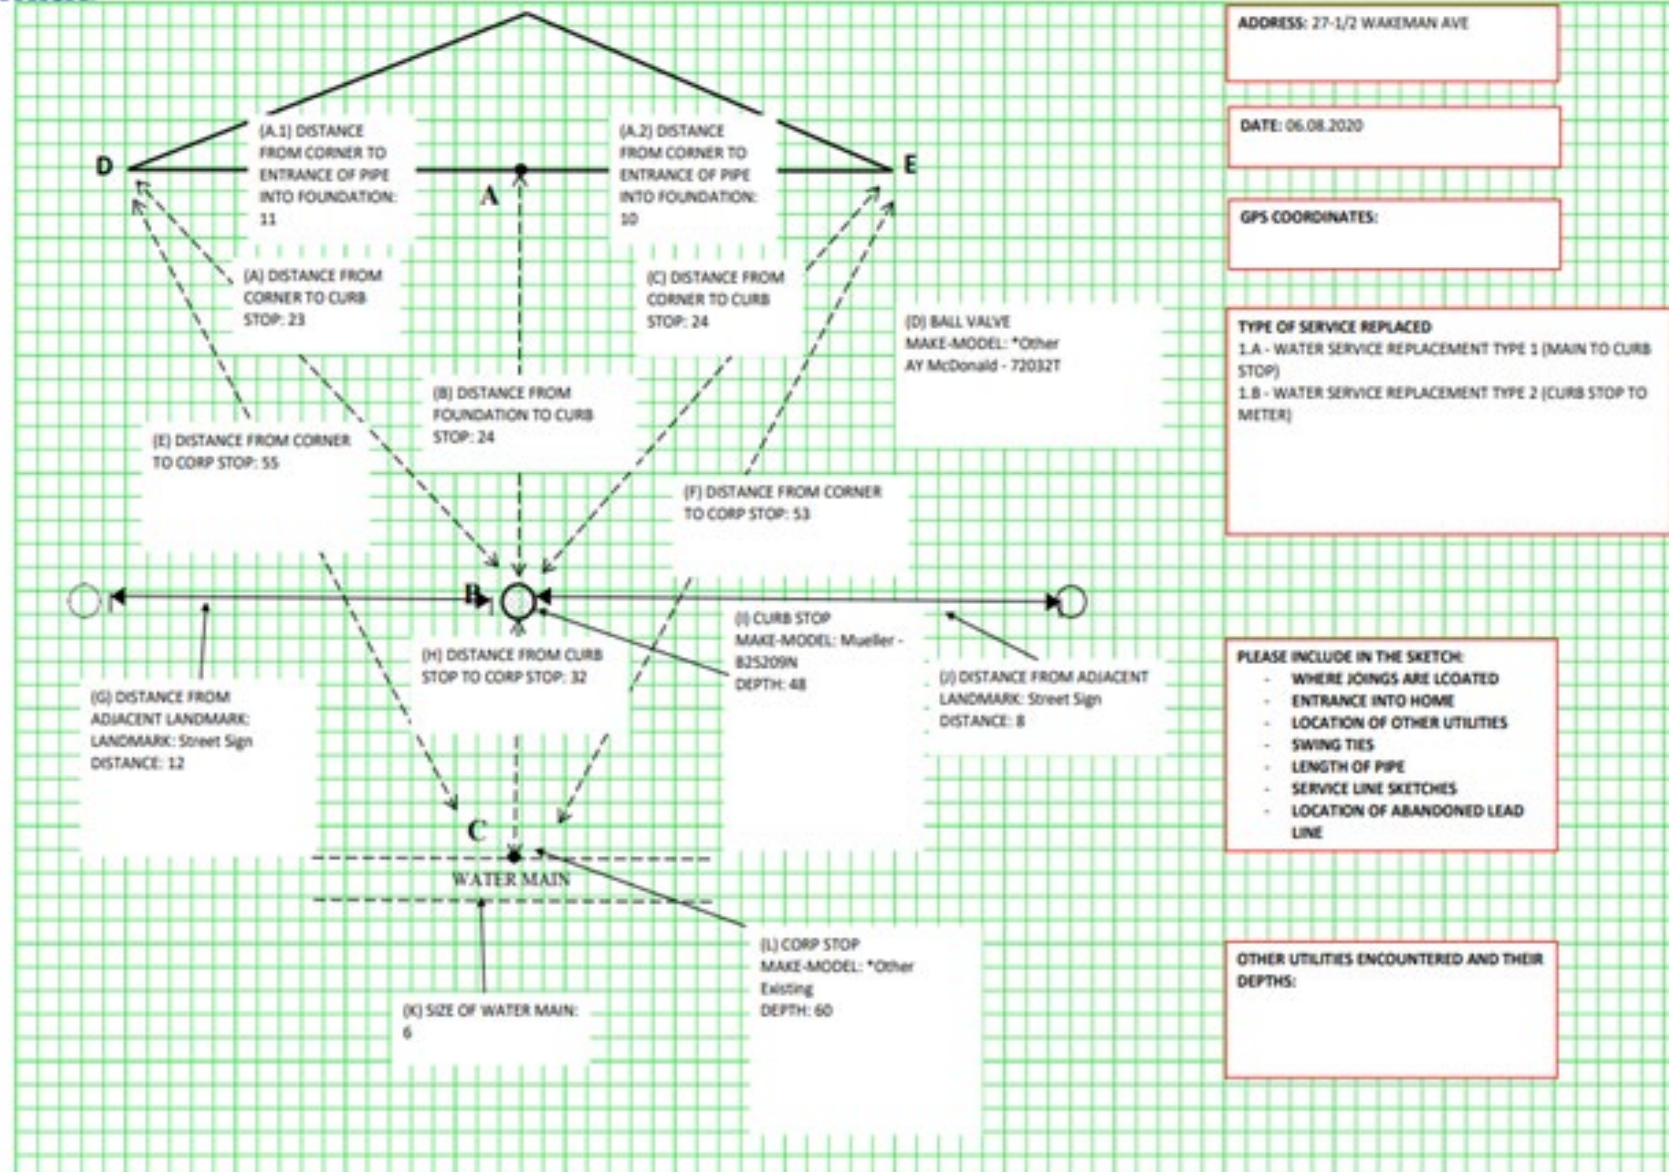 ADDRESS: 27-1/2 WAKEMAN AVE
DATE: 06.08.2020
GPS COORDINATES:
(A.1) DISTANCE
FROM CORNER TO
ENTRANCE OF PIPE
INTO FOUNDATION:
11
(A.2) DISTANCE
FROM CORNER TO
ENTRANCE OF PIPE
INTO FOUNDATION:
10
D
A
E
(A) DISTANCE FROM
CORNER TO CURB
STOP: 23
(C) DISTANCE FROM
CORNER TO CURB
STOP: 24
(D) BALL VALVE
MAKE-MODEL: *Other
AY McDonald - 72032T
TYPE OF SERVICE REPLACED
1.A - WATER SERVICE REPLACEMENT TYPE 1 (MAIN TO CURB
STOP)
1.B - WATER SERVICE REPLACEMENT TYPE 2 (CURB STOP TO
METER)
(B) DISTANCE FROM
FOUNDATION TO CURB
STOP: 24
(E) DISTANCE FROM CORNER
TO CORP STOP: 55
(F) DISTANCE FROM CORNER
TO CORP STOP: 53
B
(I) CURB STOP
MAKE-MODEL: Mueller -
B25209N
DEPTH: 48
(H) DISTANCE FROM CURB
STOP TO CORP STOP: 32
(J) DISTANCE FROM ADJACENT
LANDMARK: Street Sign
DISTANCE: 8
(G) DISTANCE FROM
ADJACENT LANDMARK:
LANDMARK: Street Sign
DISTANCE: 12
PLEASE INCLUDE IN THE SKETCH:
- WHERE JOINGS ARE LCOATED
- ENTRANCE INTO HOME
- LOCATION OF OTHER UTILITIES
- SWING TIES
- LENGTH OF PIPE
- SERVICE LINE SKETCHES
- LOCATION OF ABANDONED LEAD
LINE
C
WATER MAIN
(L) CORP STOP
MAKE-MODEL: *Other
Existing
DEPTH: 60
(K) SIZE OF WATER MAIN:
6
OTHER UTILITIES ENCOUNTERED AND THEIR
DEPTHS: